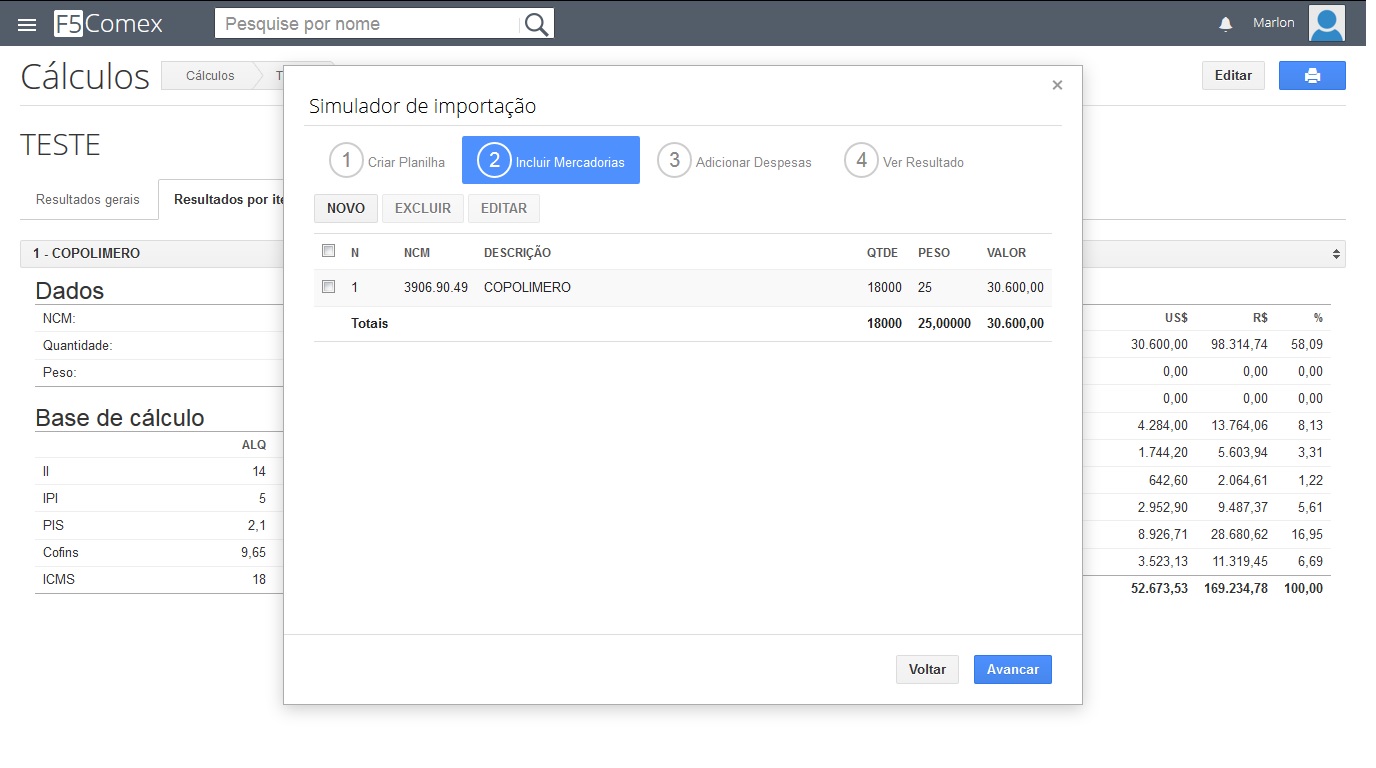 F5Comex
Pesquise por nome
Marlon
Cálculos
Cálculos
Editar
TESTE
Resultados gerais
Resultados por ite
1 - COPOLIMERO
Dados
NCM:
Quantidade:
Peso:
Base de cálculo
ALQ
II 14
IPI 5
PIS 2,1
Cofins 9,65
ICMS 18
×
Simulador de importação
1 Criar Planilha
2 Incluir Mercadorias
3 Adicionar Despesas
4 Ver Resultado
NOVO EXCLUIR EDITAR
N NCM DESCRIÇÃO QTDE PESO VALOR
1 3906.90.49 COPOLIMERO 18000 25 30.600,00
Totais 18000 25,00000 30.600,00
Voltar Avancar
US$ R$ %
30.600,00 98.314,74 58,09
0,00 0,00 0,00
0,00 0,00 0,00
4.284,00 13.764,06 8,13
1.744,20 5.603,94 3,31
642,60 2.064,61 1,22
2.952,90 9.487,37 5,61
8.926,71 28.680,62 16,95
3.523,13 11.319,45 6,69
52.673,53 169.234,78 100,00